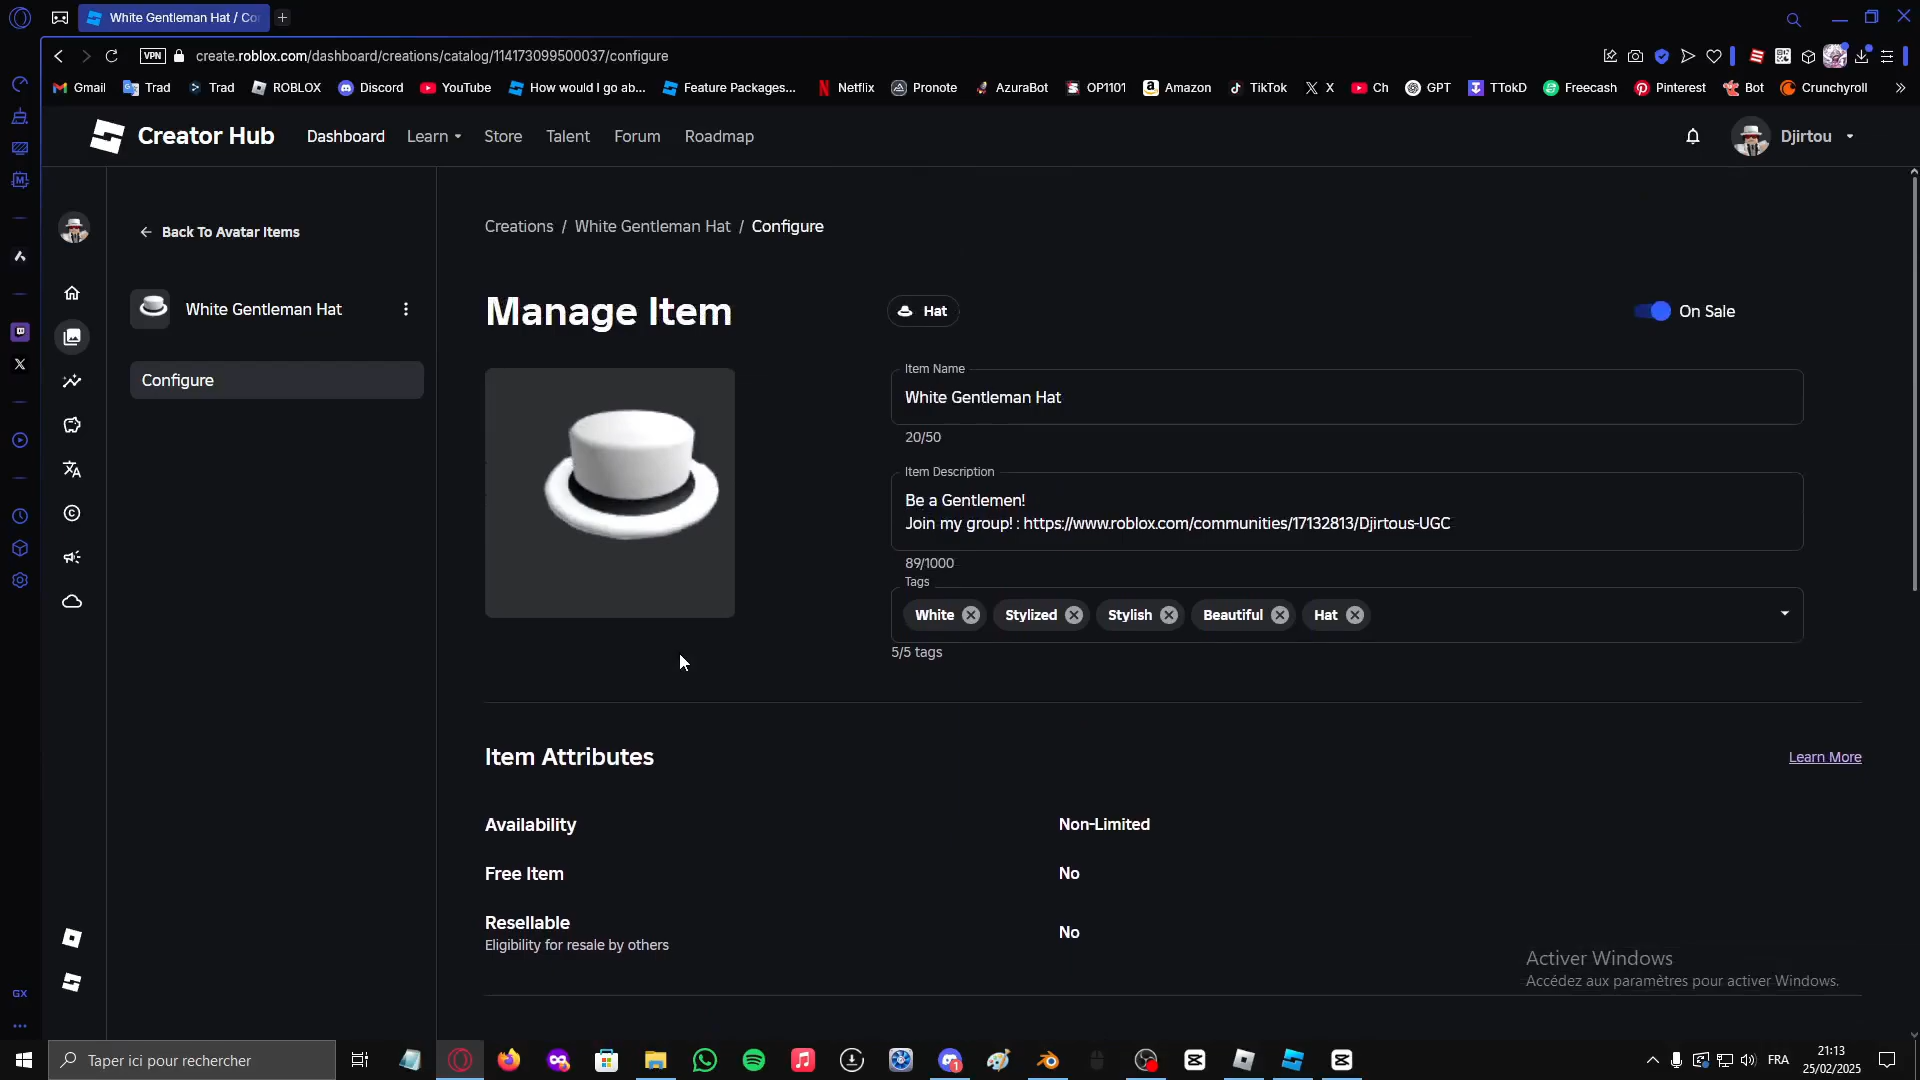 White Gentleman Hat / Co
VPN
create.roblox.com/dashboard/creations/catalog/114173099500037/configure
Gmail
Trad
Trad
ROBLOX
Discord
YouTube
How would I go ab...
Feature Packages...
Netflix
Pronote
AzuraBot
OP1101
Amazon
TikTok
X
Ch
GPT
TTokD
Freecash
Pinterest
Bot
Crunchyroll
Creator Hub
Dashboard
Learn
Store
Talent
Forum
Roadmap
Djirtou
Back To Avatar Items
White Gentleman Hat
Configure
Creations / White Gentleman Hat / Configure
Manage Item
Hat
On Sale
Item Name
White Gentleman Hat
20/50
Item Description
Be a Gentlemen!
Join my group! : https://www.roblox.com/communities/17132813/Djirtous-UGC
89/1000
Tags
White
Stylized
Stylish
Beautiful
Hat
5/5 tags
Item Attributes
Learn More
Availability
Non-Limited
Free Item
No
Resellable
Eligibility for resale by others
No
Activer Windows
Accédez aux paramètres pour activer Windows.
GX
Taper ici pour rechercher
FRA
21:13
25/02/2025